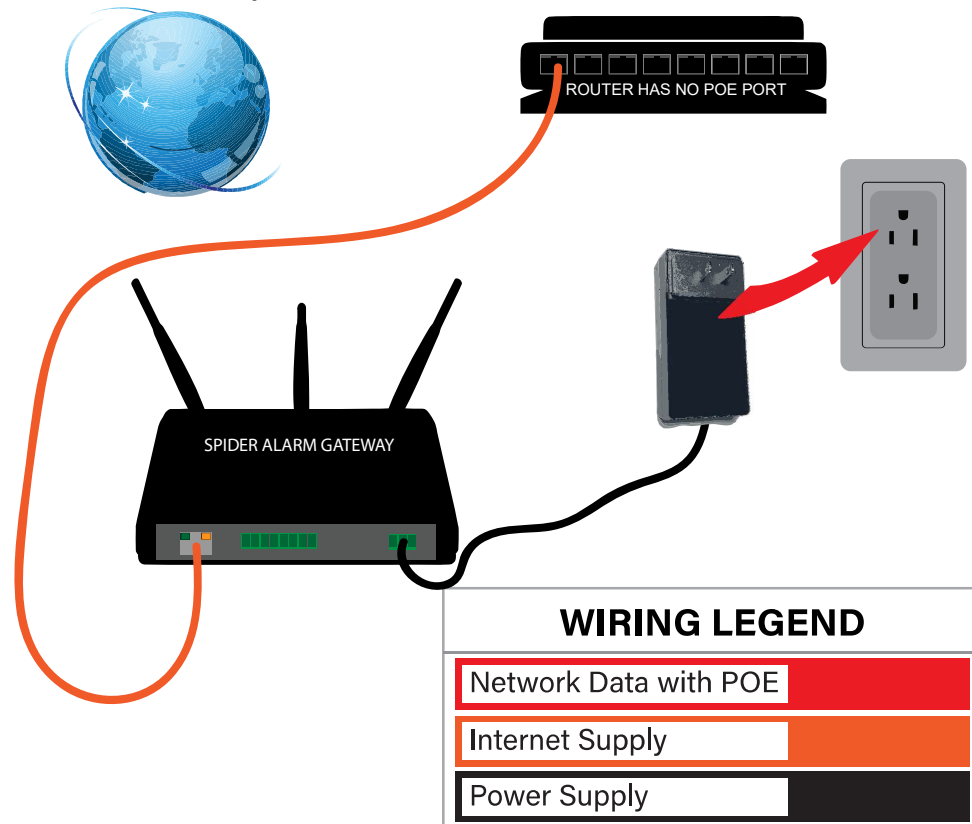 ROUTER HAS NO POE PORT
SPIDER ALARM GATEWAY
WIRING LEGEND
Network Data with POE
Internet Supply
Power Supply